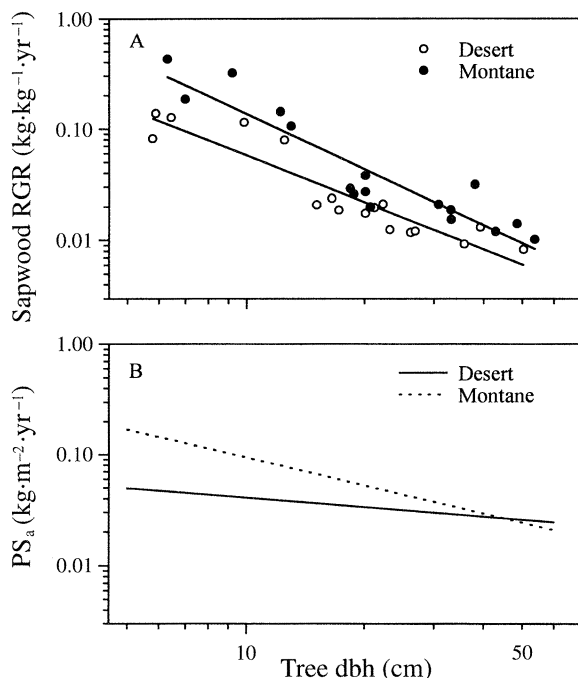 1.00
A
Desert
Montane
0.10
0.01
Sapwood RGR (kg·kg⁻¹·yr⁻¹)
1.00
B
Desert
Montane
0.10
0.01
PSₐ (kg·m⁻²·yr⁻¹)
10
50
Tree dbh (cm)